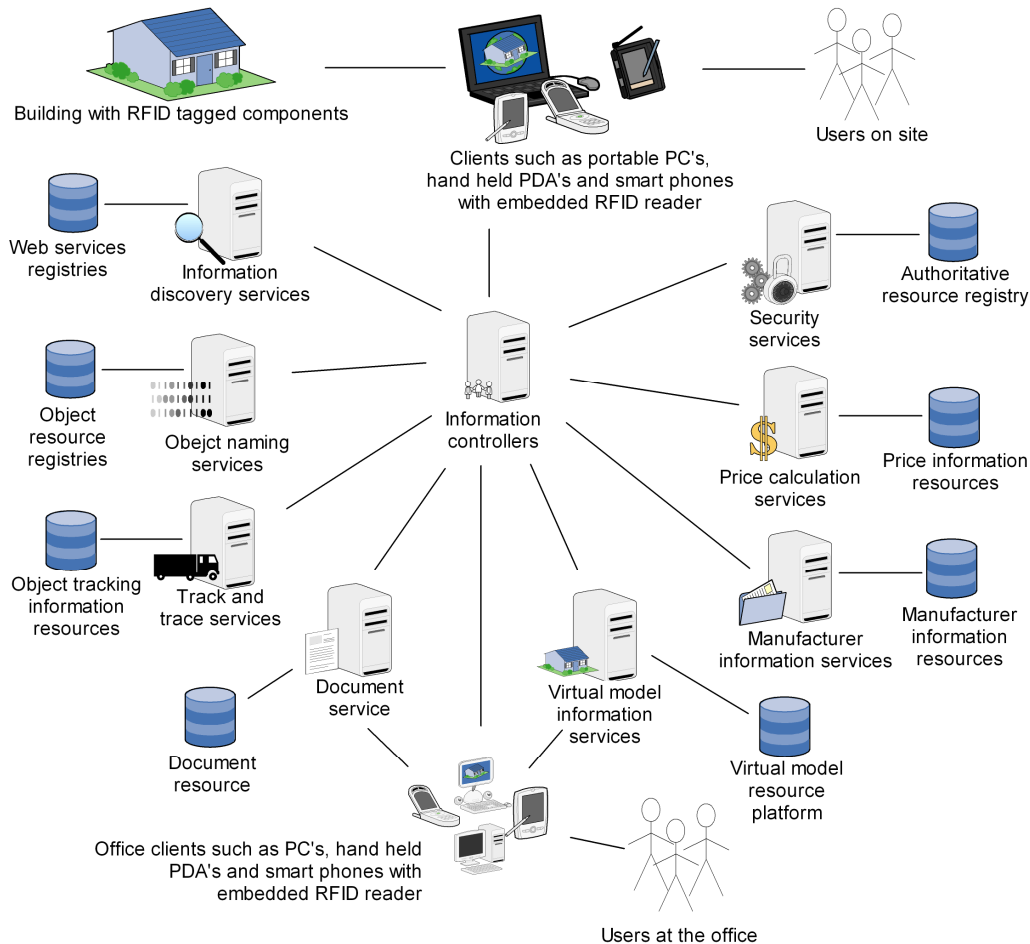 Building with RFID tagged components
Clients such as portable PC's,
hand held PDA's and smart phones
with embedded RFID reader
Users on site
Web services
registries
Information
discovery services
Security
services
Authoritative
resource registry
Object
resource
registries
Obejct naming
services
Information
controllers
Price calculation
services
Price information
resources
Object tracking
information
resources
Track and
trace services
Manufacturer
information services
Manufacturer
information
resources
Document
service
Virtual model
information
services
Document
resource
Virtual model
resource
platform
Office clients such as PC's, hand held
PDA's and smart phones with
embedded RFID reader
Users at the office